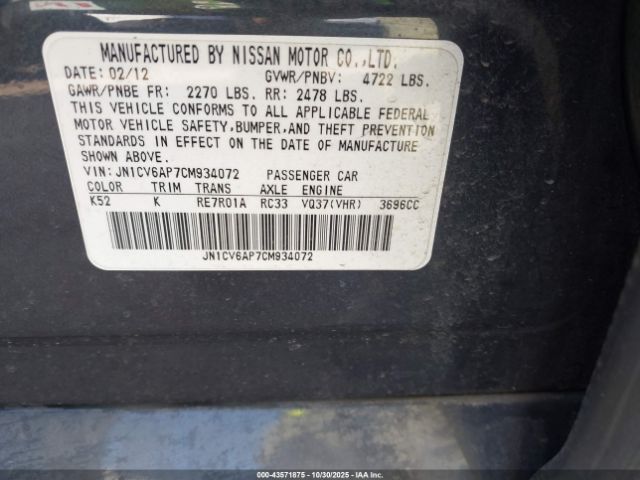 MANUFACTURED BY NISSAN MOTOR CO.,LTD.
DATE: 02/12 GVWR/PNBV: 4722 LBS.
GAWR/PNBE FR: 2270 LBS. RR: 2478 LBS.
THIS VEHICLE CONFORMS TO ALL APPLICABLE FEDERAL
MOTOR VEHICLE SAFETY,BUMPER,AND THEFT PREVENTION
STANDARDS IN EFFECT ON THE DATE OF MANUFACTURE
SHOWN ABOVE.
VIN: JN1CV6AP7CM934072 PASSENGER CAR
COLOR TRIM TRANS AXLE ENGINE
K52 K RE7R01A RC33 VQ37(VHR) 3696CC
JN1CV6AP7CM934072
000-43571875 - 10/30/2025 - IAAI.COM